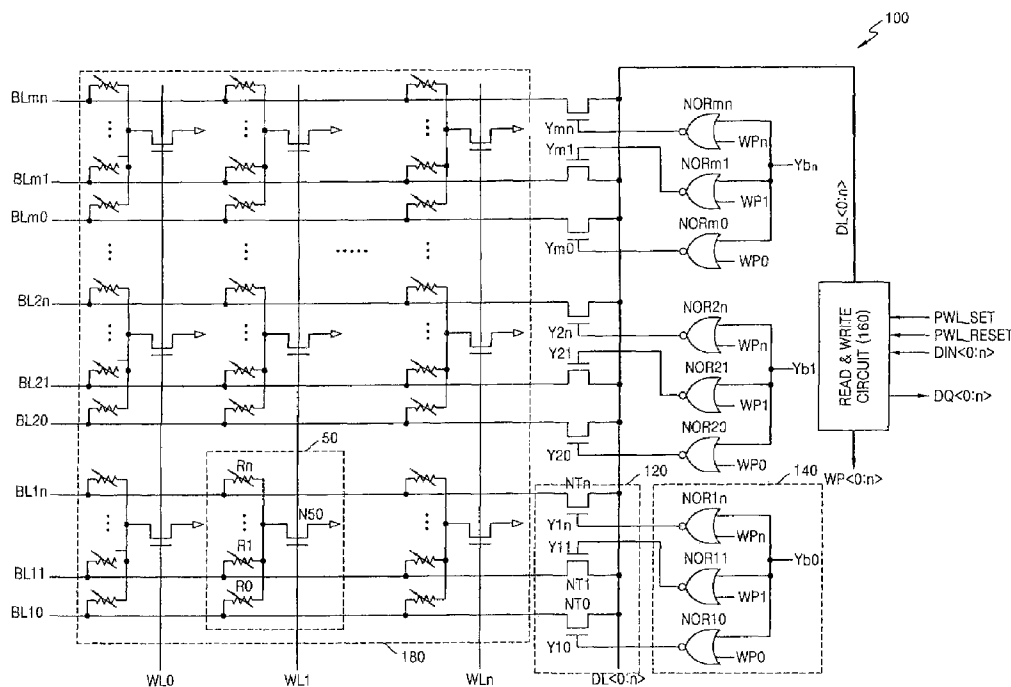 100
BLmn
NORmn
Ymn
WPn
Ym1
NORm1
Ybn
BLm1
WP1
BLm0
NORm0
Ym0
WP0
DL<0:n>
BL2n
NOR2n
Y2n
WPn
Y21
NOR21
Yb1
BL21
WP1
BL20
NOR20
Y20
WP0
READ & WRITE
CIRCUIT (160)
PWL_SET
PWL_RESET
DIN<0:n>
DQ<0:n>
WP<0:n>
50
120
140
BL1n
Rn
N50
NTn
NOR1n
Y1n
WPn
Y11
NOR11
Yb0
R1
BL11
NT1
WP1
R0
BL10
NT0
NOR10
Y10
WP0
180
WL0
WL1
WLn
DL<0:n>